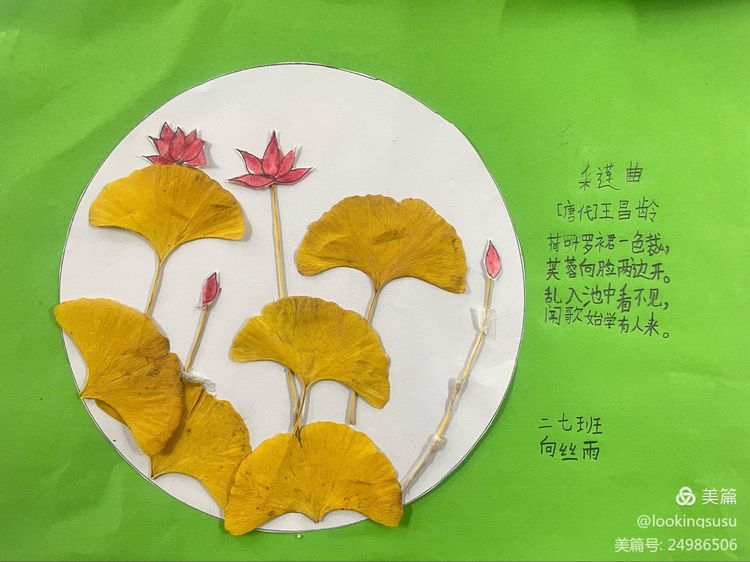 采莲曲
[唐代]王昌龄
荷叶罗裙一色裁,
芙蓉向脸两边开。
乱入池中看不见,
闻歌始学有人来。
二七班
向丝雨
美篇
@lookingsusu
美篇号: 24986506